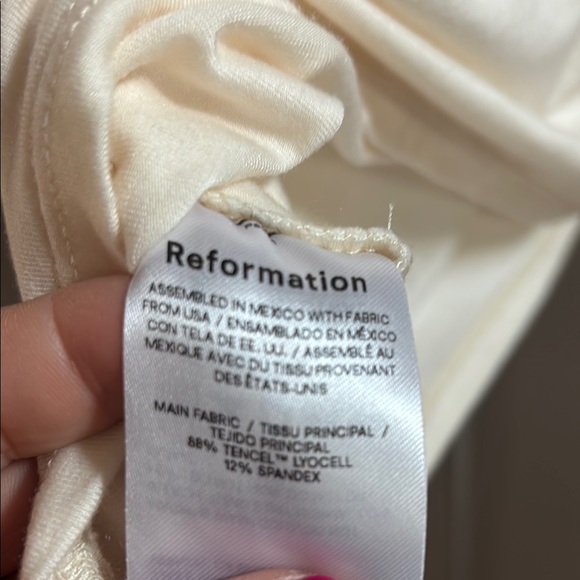 Reformation
ASSEMBLED IN MEXICO WITH FABRIC
FROM USA / ENSAMBLADO EN MÉXICO
CON TELA DE EE. UU. / ASSEMBLÉ AU
MEXIQUE AVEC DU TISSU PROVENANT
DES ÉTATS-UNIS
MAIN FABRIC / TISSU PRINCIPAL /
TEJIDO PRINCIPAL
88% TENCEL™ LYOCELL
12% SPANDEX